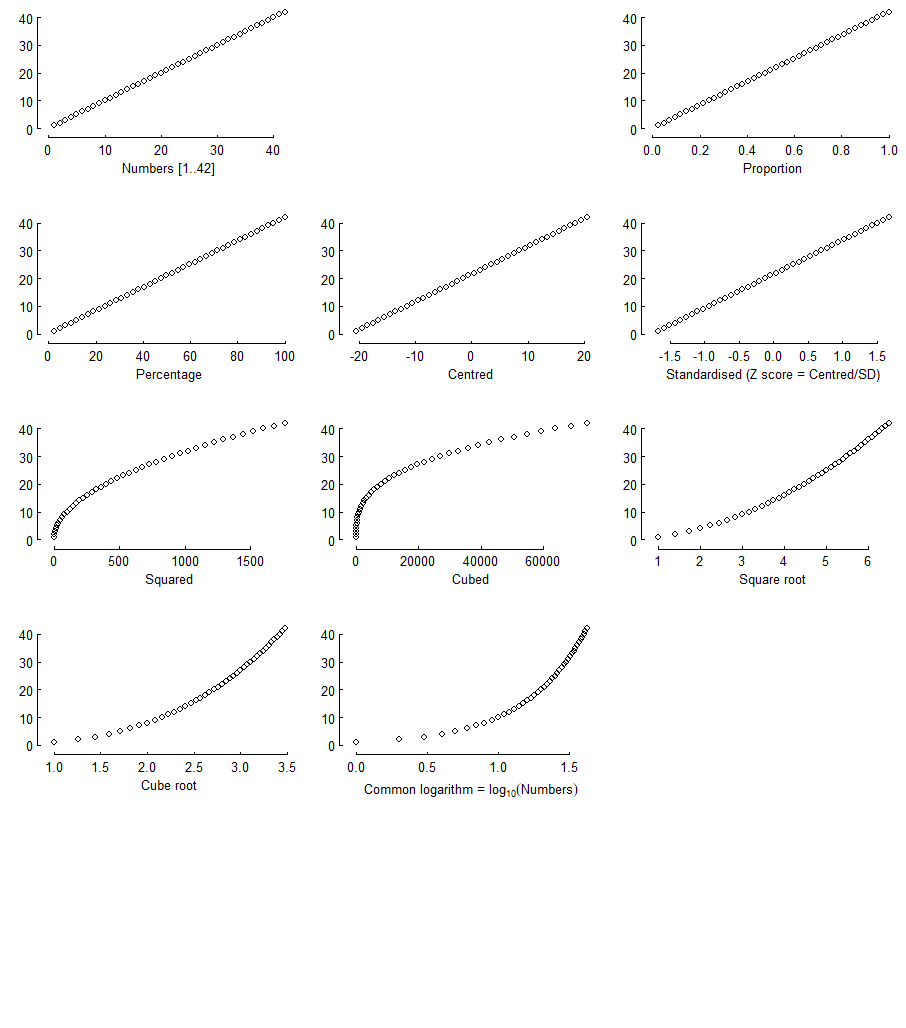 40
30
20
10
0
0 10 20 30 40
Numbers [1..42]
40
30
20
10
0
0.0 0.2 0.4 0.6 0.8 1.0
Proportion
40
30
20
10
0
0 20 40 60 80 100
Percentage
40
30
20
10
0
-20 -10 0 10 20
Centred
40
30
20
10
0
-1.5 -1.0 -0.5 0.0 0.5 1.0 1.5
Standardised (Z score = Centred/SD)
40
30
20
10
0
0 500 1000 1500
Squared
40
30
20
10
0
0 20000 40000 60000
Cubed
40
30
20
10
0
1 2 3 4 5 6
Square root
40
30
20
10
0
1.0 1.5 2.0 2.5 3.0 3.5
Cube root
40
30
20
10
0
0.0 0.5 1.0 1.5
Common logarithm = log₁₀(Numbers)